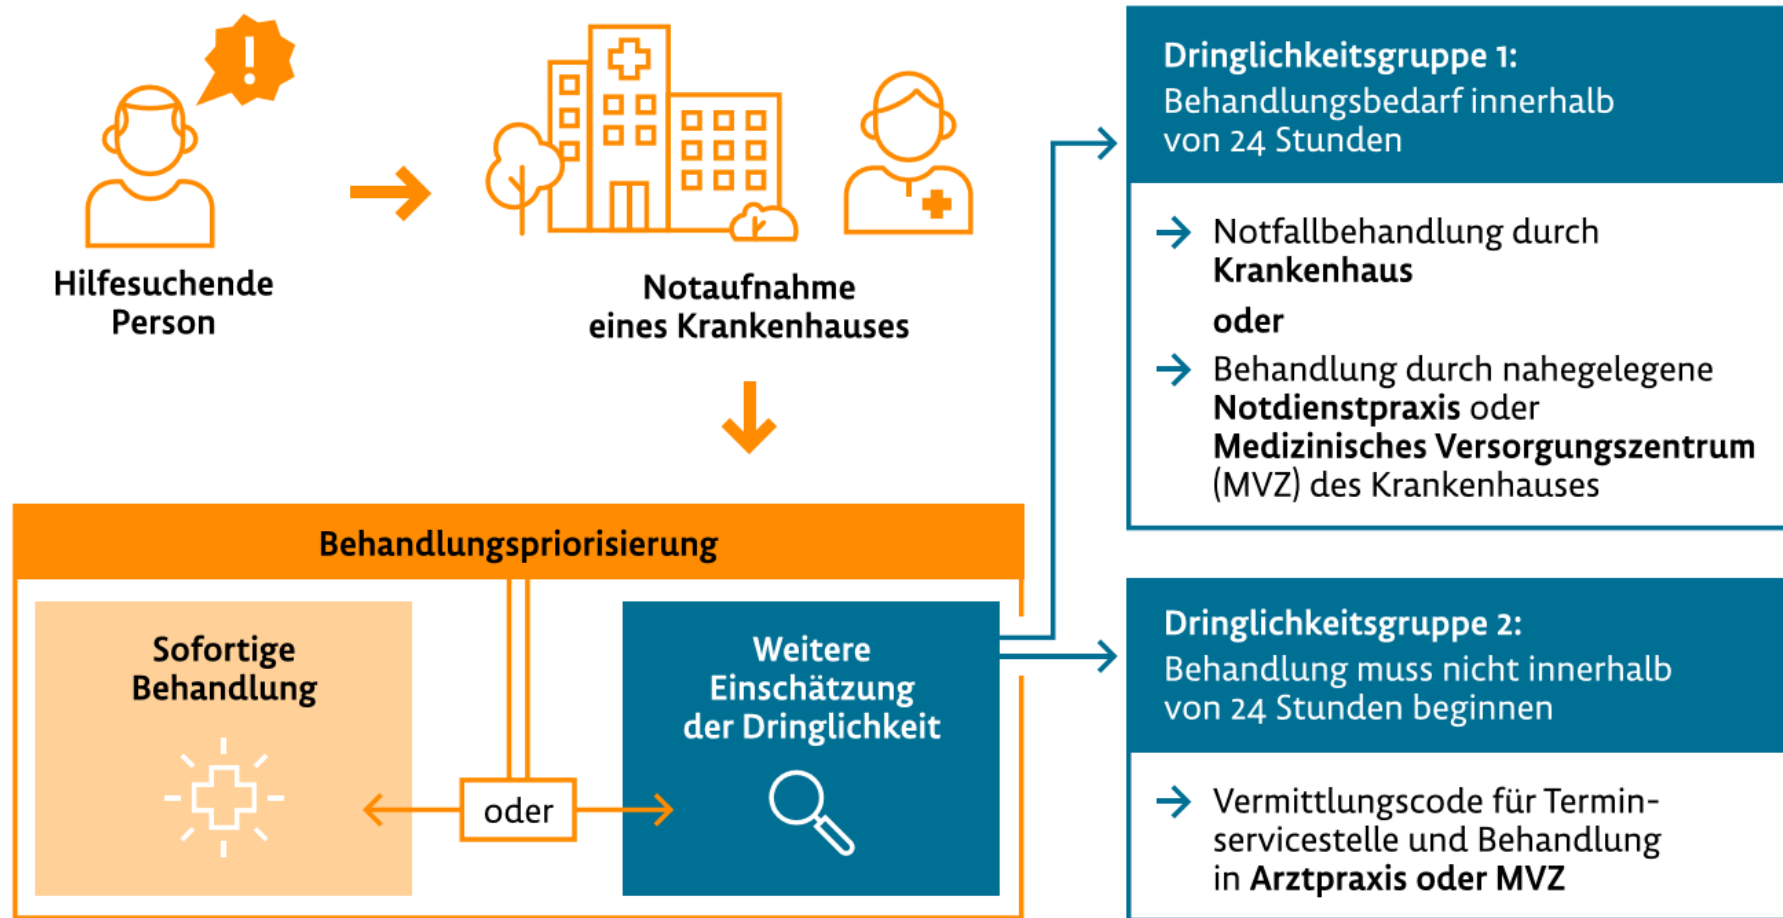 Hilfesuchende
Person
Notaufnahme
eines Krankenhauses
Behandlungspriorisierung
Sofortige
Behandlung
oder
Weitere
Einschätzung
der Dringlichkeit
Dringlichkeitsgruppe 1:
Behandlungsbedarf innerhalb
von 24 Stunden
Notfallbehandlung durch
Krankenhaus
oder
Behandlung durch nahegelegene
Notdienstpraxis oder
Medizinisches Versorgungszentrum
(MVZ) des Krankenhauses
Dringlichkeitsgruppe 2:
Behandlung muss nicht innerhalb
von 24 Stunden beginnen
Vermittlungscode für Termin-
servicestelle und Behandlung
in Arztpraxis oder MVZ